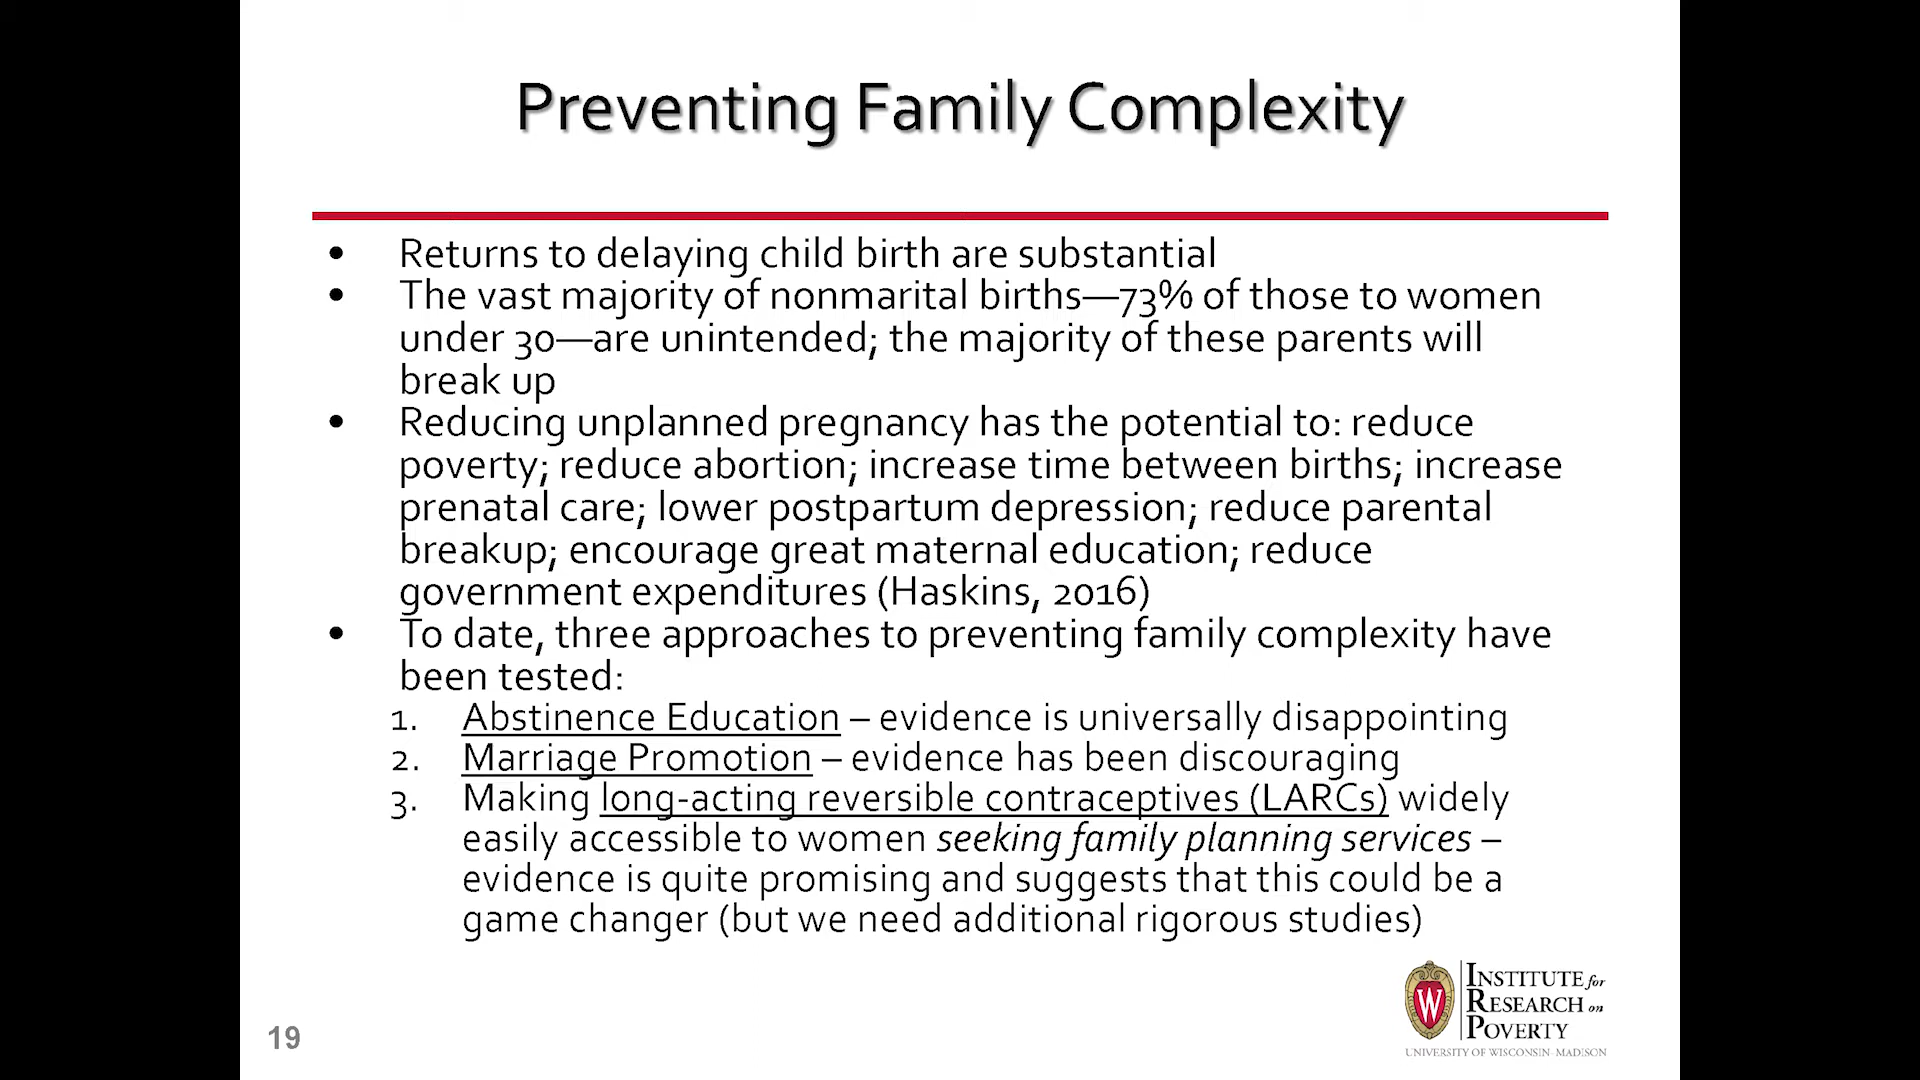 Preventing Family Complexity
• Returns to delaying child birth are substantial
• The vast majority of nonmarital births—73% of those to women
under 30—are unintended; the majority of these parents will
break up
• Reducing unplanned pregnancy has the potential to: reduce
poverty; reduce abortion; increase time between births; increase
prenatal care; lower postpartum depression; reduce parental
breakup; encourage great maternal education; reduce
government expenditures (Haskins, 2016)
• To date, three approaches to preventing family complexity have
been tested:
1. Abstinence Education – evidence is universally disappointing
2. Marriage Promotion – evidence has been discouraging
3. Making long-acting reversible contraceptives (LARCs) widely
easily accessible to women seeking family planning services –
evidence is quite promising and suggests that this could be a
game changer (but we need additional rigorous studies)
W
INSTITUTE for
RESEARCH on
POVERTY
UNIVERSITY OF WISCONSIN–MADISON
19